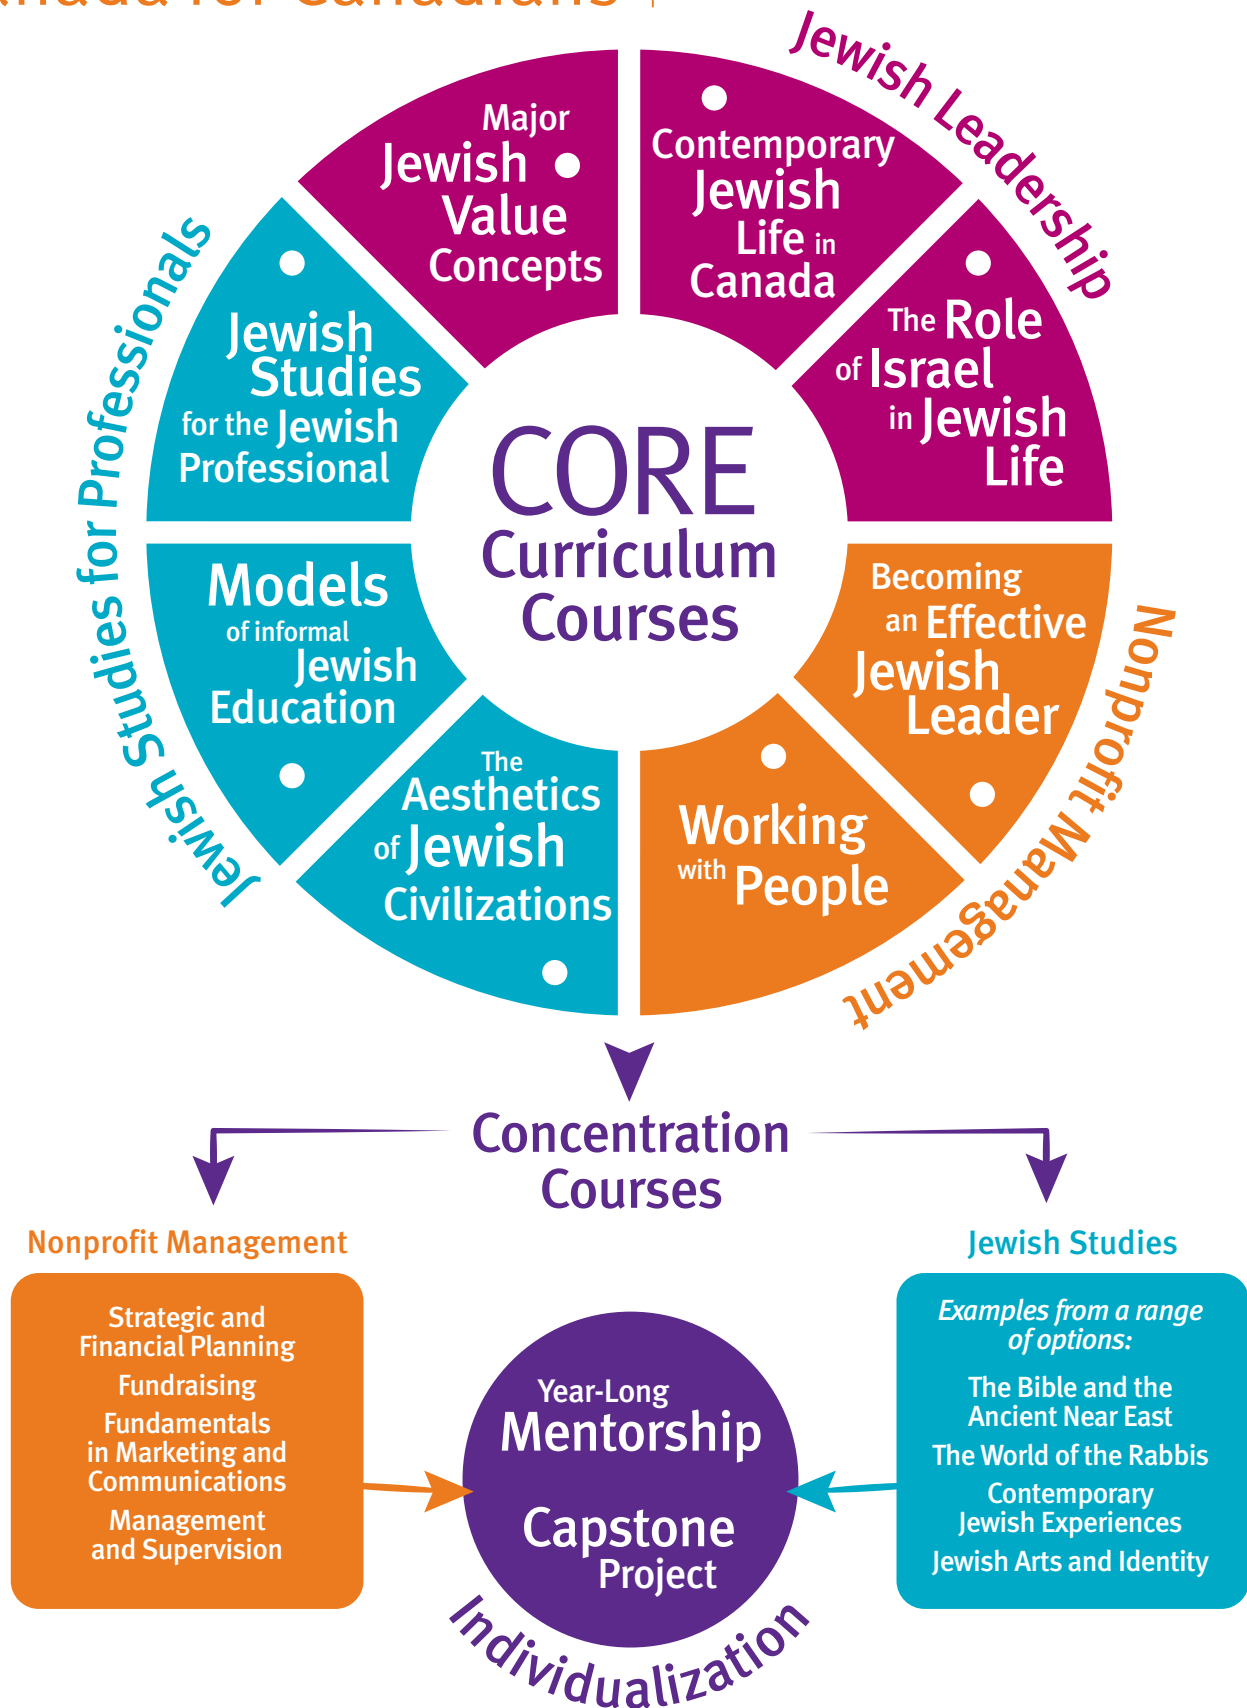 Canadians
Jewish Leadership
Major
Jewish
Value
Concepts
Contemporary
Jewish
Life in
Canada
The Role
of Israel
in Jewish
Life
Jewish Studies for Professionals
Jewish
Studies
for the Jewish
Professional
CORE
Curriculum
Courses
Models
of informal
Jewish
Education
Becoming
an Effective
Jewish
Leader
Nonprofit Management
The
Aesthetics
of Jewish
Civilizations
Working
with People
Concentration
Courses
Nonprofit Management
Strategic and
Financial Planning
Fundraising
Fundamentals
in Marketing and
Communications
Management
and Supervision
Jewish Studies
Examples from a range
of options:
The Bible and the
Ancient Near East
The World of the Rabbis
Contemporary
Jewish Experiences
Jewish Arts and Identity
Year-Long
Mentorship
Capstone
Project
Individualization